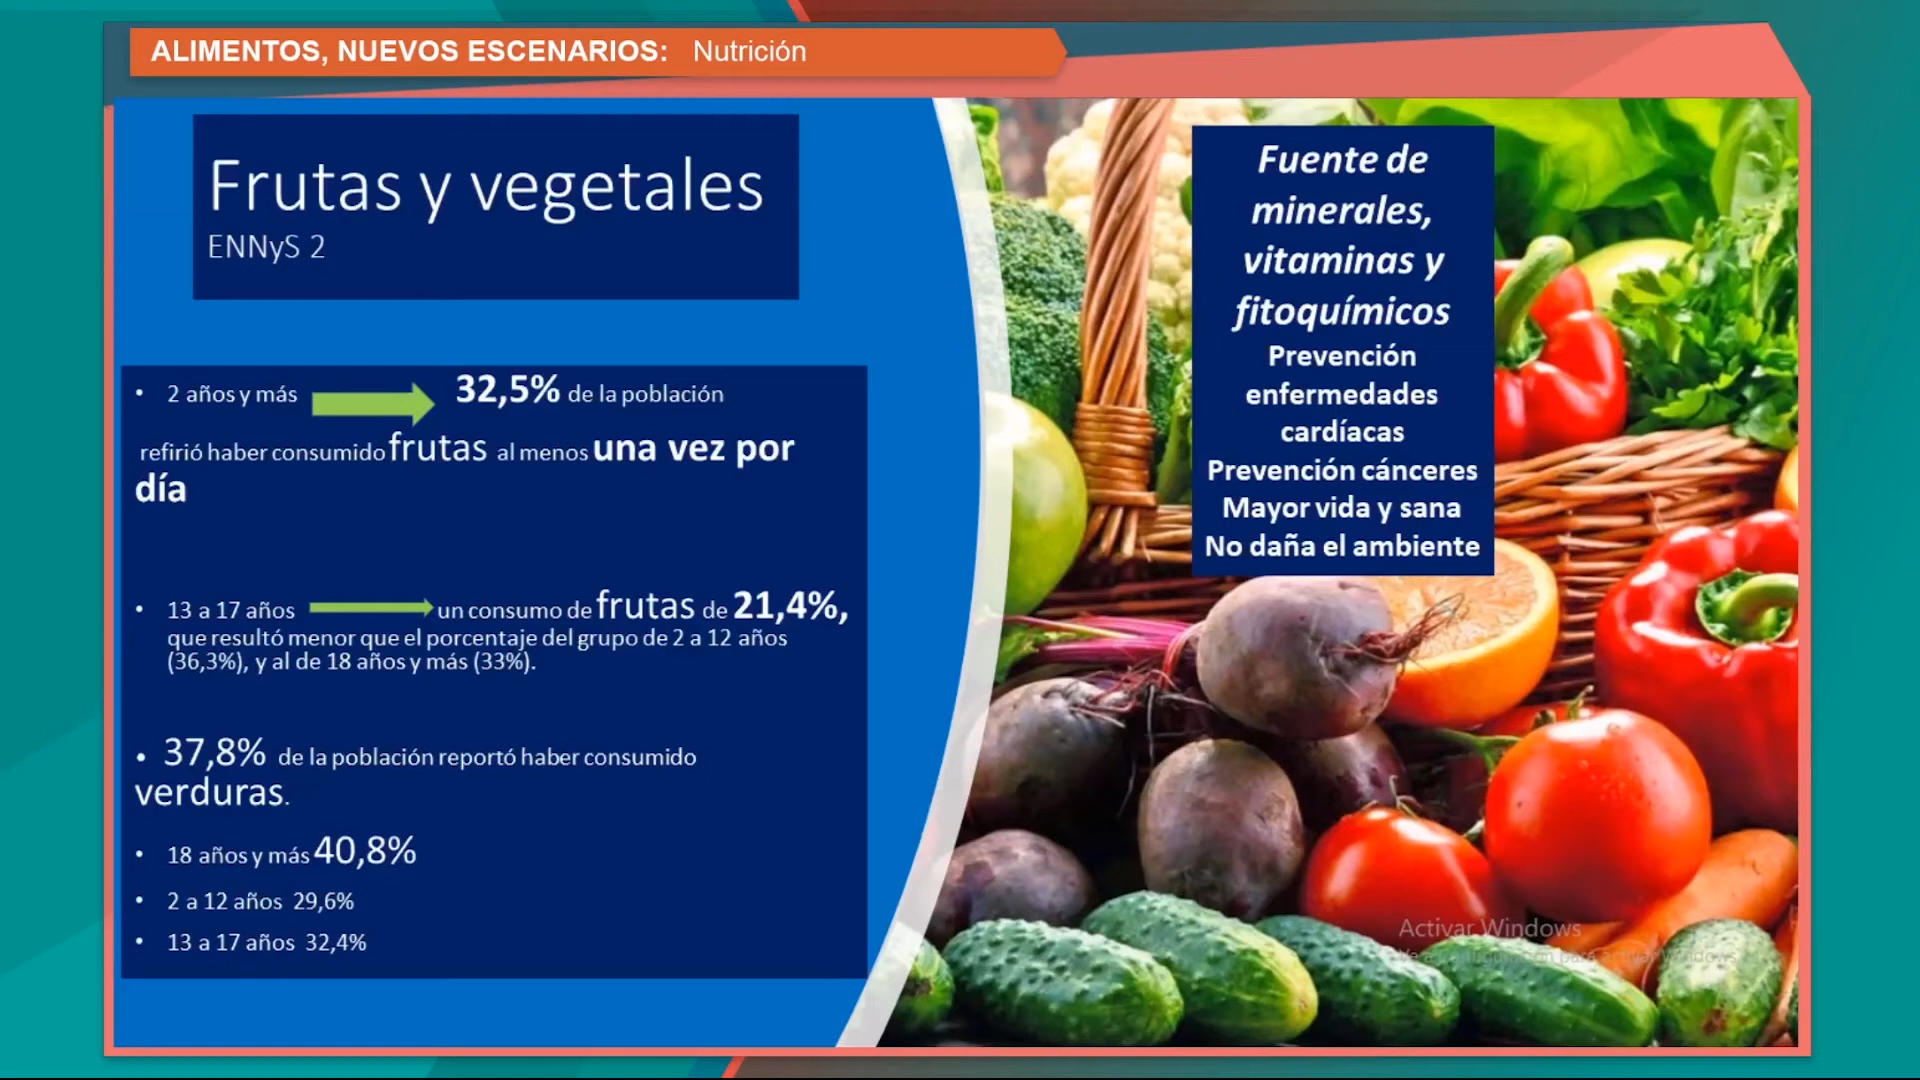 ALIMENTOS, NUEVOS ESCENARIOS: Nutrición
Frutas y vegetales
ENNyS 2
• 2 años y más 32,5% de la población
refirió haber consumido frutas al menos una vez por
día
• 13 a 17 años un consumo de frutas de 21,4%,
que resultó menor que el porcentaje del grupo de 2 a 12 años
(36,3%), y al de 18 años y más (33%).
• 37,8% de la población reportó haber consumido
verduras.
• 18 años y más 40,8%
• 2 a 12 años 29,6%
• 13 a 17 años 32,4%
Fuente de
minerales,
vitaminas y
fitoquímicos
Prevención
enfermedades
cardíacas
Prevención cánceres
Mayor vida y sana
No daña el ambiente
Activar Windows